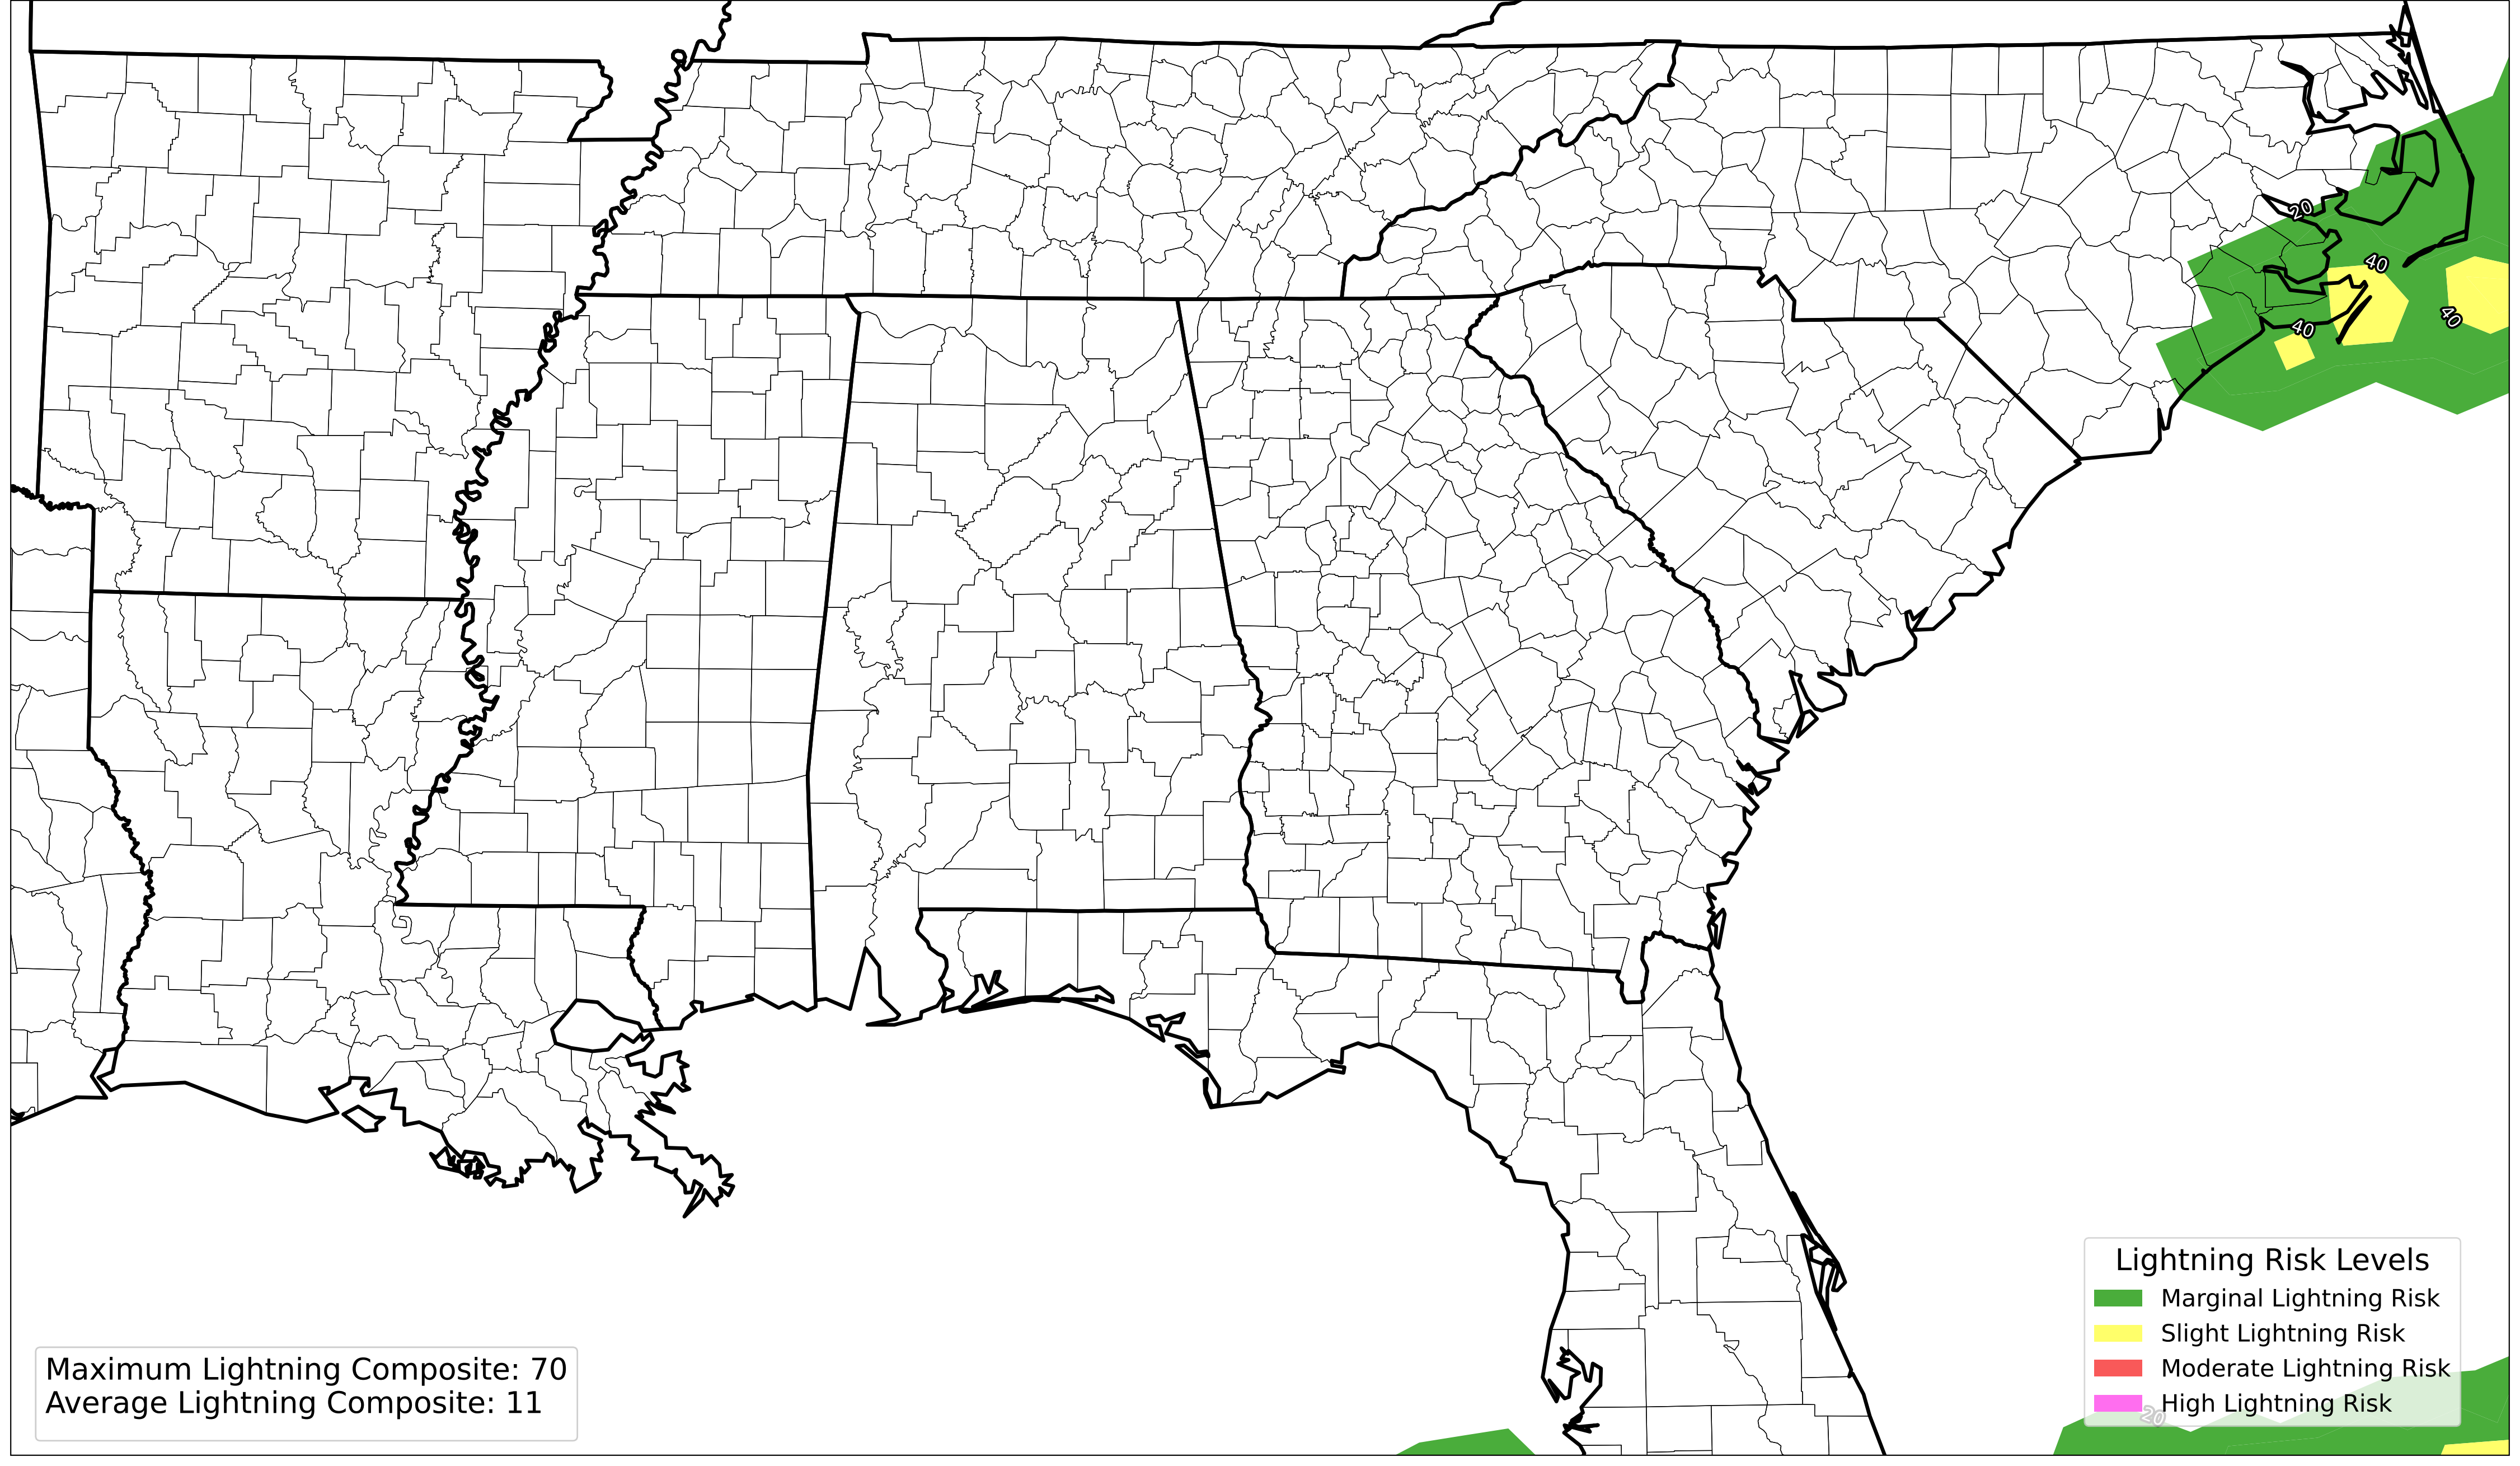 20
40
40
40
Lightning Risk Levels
Marginal Lightning Risk
Slight Lightning Risk
Moderate Lightning Risk
High Lightning Risk
20
Maximum Lightning Composite: 70
Average Lightning Composite: 11